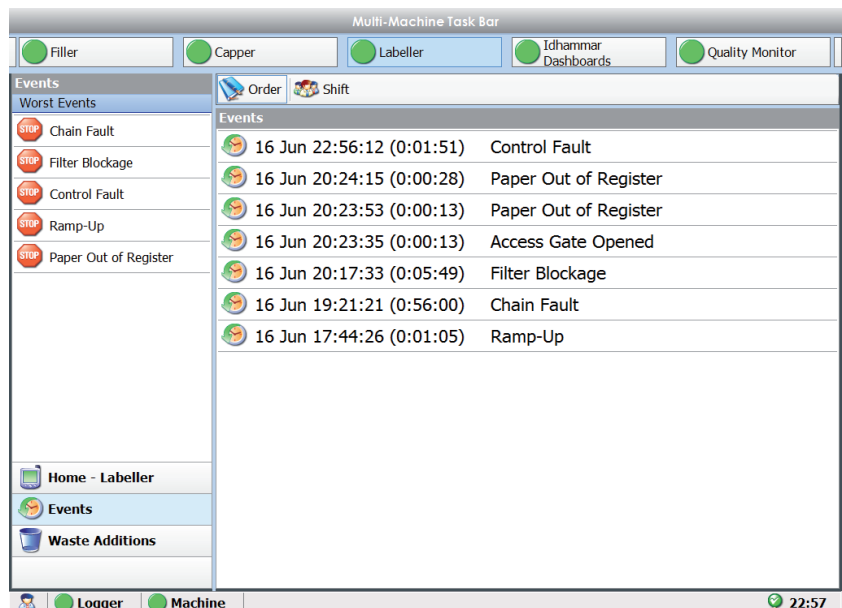 Multi-Machine Task Bar
Filler
Capper
Labeller
Idhammar
Dashboards
Quality Monitor
Events
Worst Events
STOP Chain Fault
STOP Filter Blockage
STOP Control Fault
STOP Ramp-Up
STOP Paper Out of Register
Home - Labeller
Events
Waste Additions
Order Shift
Events
16 Jun 22:56:12 (0:01:51) Control Fault
16 Jun 20:24:15 (0:00:28) Paper Out of Register
16 Jun 20:23:53 (0:00:13) Paper Out of Register
16 Jun 20:23:35 (0:00:13) Access Gate Opened
16 Jun 20:17:33 (0:05:49) Filter Blockage
16 Jun 19:21:21 (0:56:00) Chain Fault
16 Jun 17:44:26 (0:01:05) Ramp-Up
Logger Machine 22:57